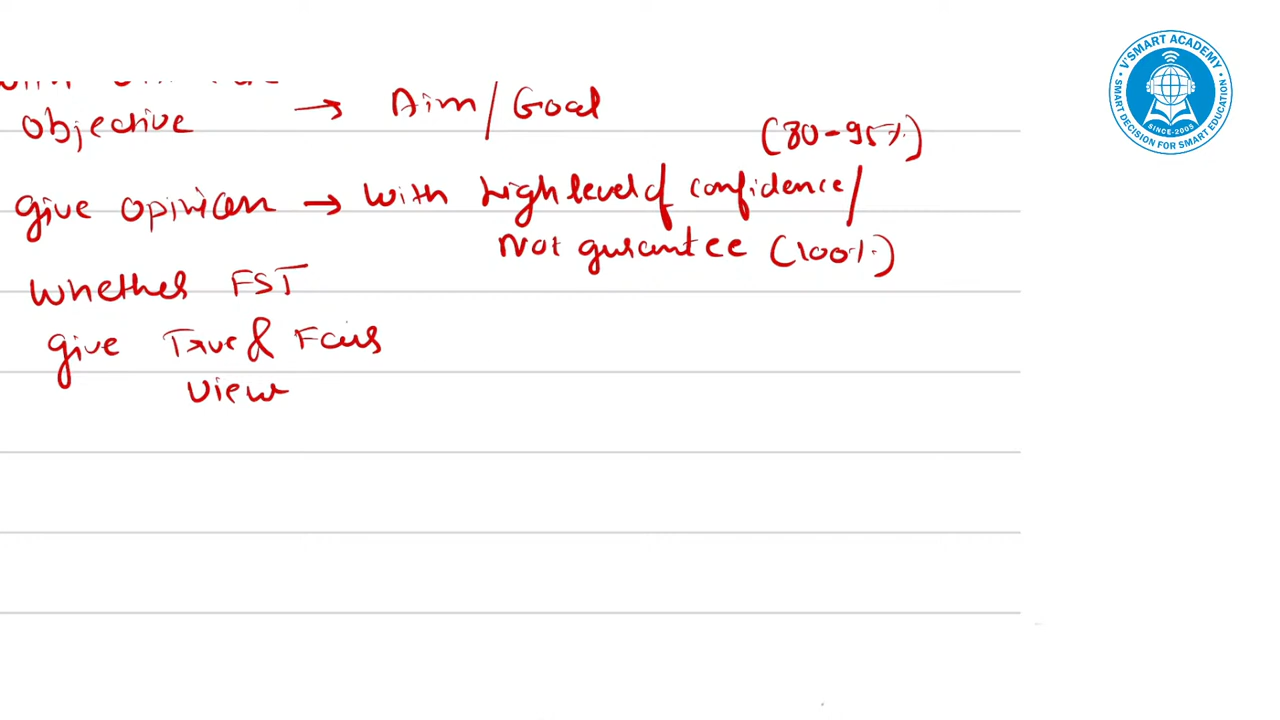 objective → Aim / Goal
(80-95%)
give opinion → with high level of confidence /
Not gurantee (100%)
Whether FST
give True & Fair
view
V'SMART ACADEMY
SINCE-2005
SMART DECISION FOR SMART EDUCATION